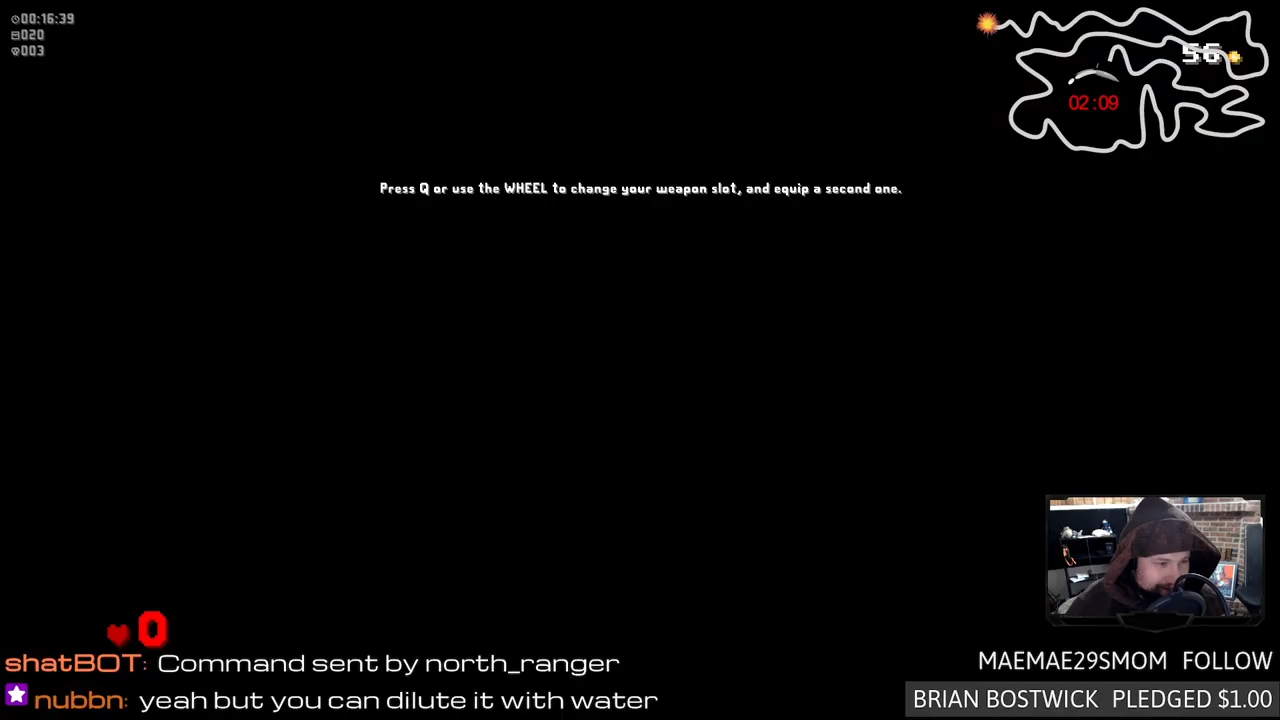 00:16:39
020
003
56
02:09
Press Q or use the WHEEL to change your weapon slot, and equip a second one.
0
shatBOT: Command sent by north_ranger
nubbn: yeah but you can dilute it with water
MAEMAE29SMOM FOLLOW
BRIAN BOSTWICK PLEDGED $1.00